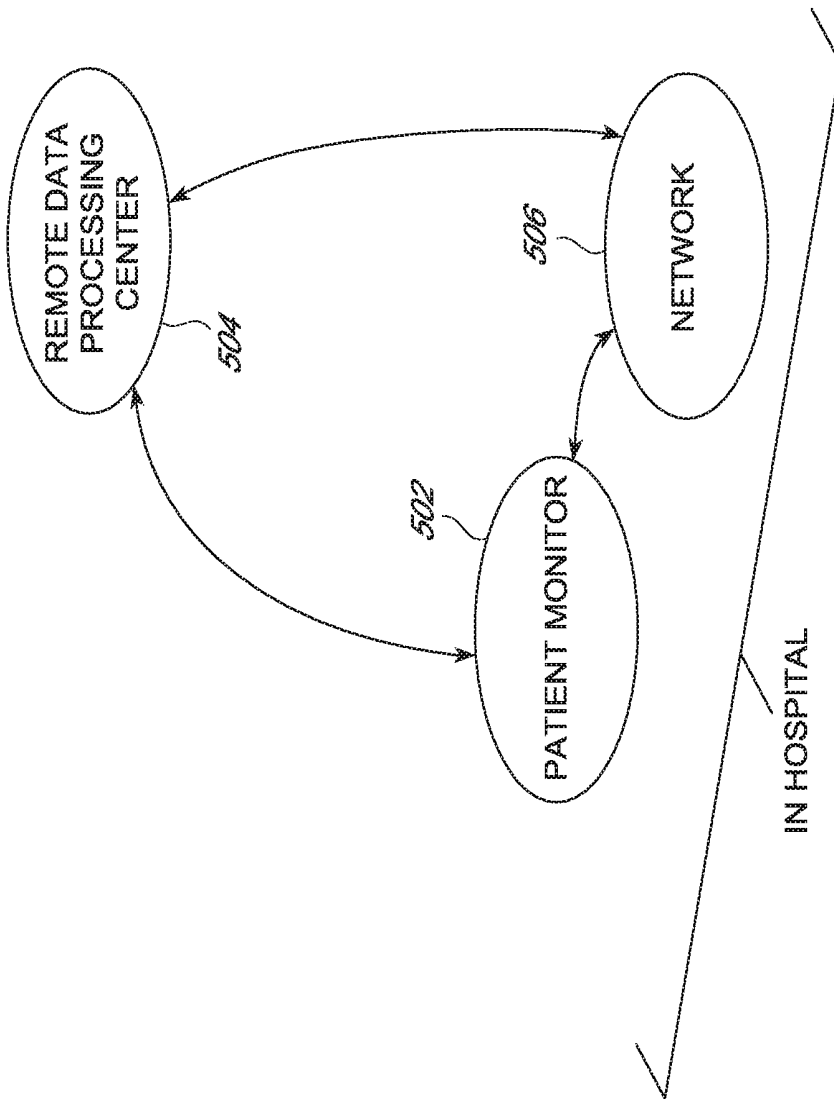 REMOTE DATA
PROCESSING
CENTER
504
502
PATIENT MONITOR
506
NETWORK
IN HOSPITAL